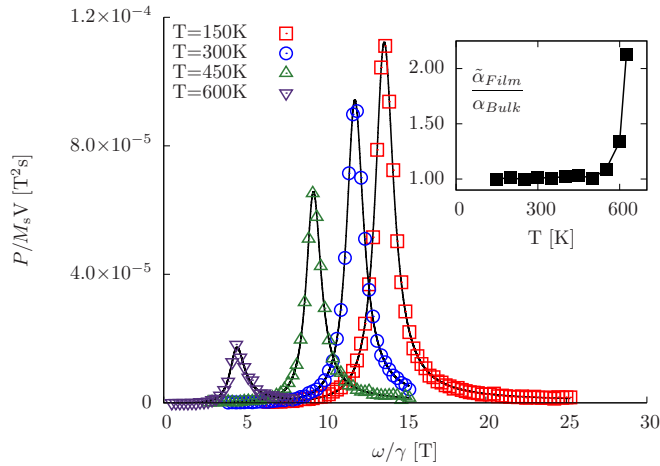 T=150K
T=300K
T=450K
T=600K
1.2×10⁻⁴
8.0×10⁻⁵
4.0×10⁻⁵
0
P/MₛV [T²s]
0 5 10 15 20 25 30
ω/γ [T]
α̃_Film
α_Bulk
2.00
1.50
1.00
0 300 600
T [K]